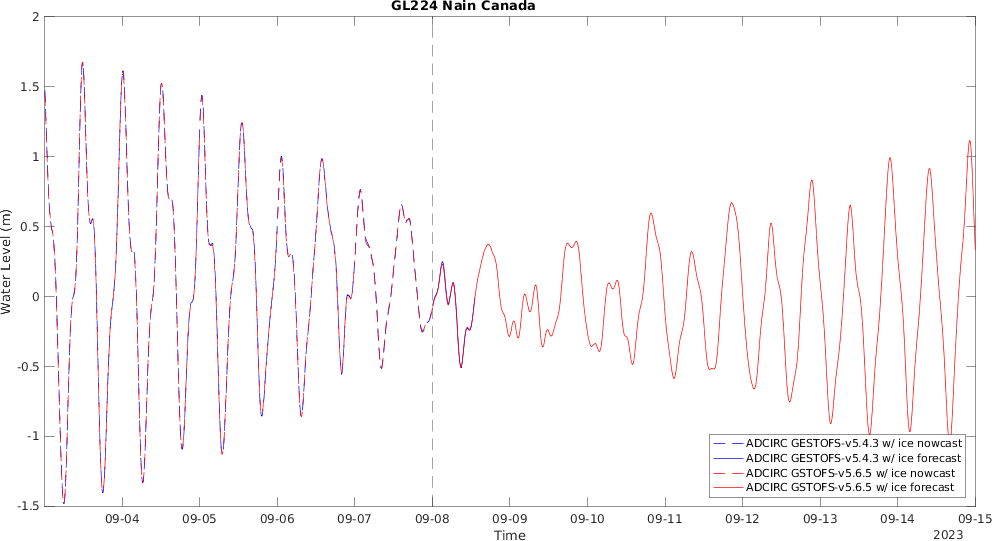 GL224 Nain Canada
2
1.5
1
0.5
0
-0.5
-1
-1.5
Water Level (m)
ADCIRC GESTOFS-v5.4.3 w/ ice nowcast
ADCIRC GESTOFS-v5.4.3 w/ ice forecast
ADCIRC GSTOFS-v5.6.5 w/ ice nowcast
ADCIRC GSTOFS-v5.6.5 w/ ice forecast
09-04 09-05 09-06 09-07 09-08 09-09 09-10 09-11 09-12 09-13 09-14 09-15
Time
2023